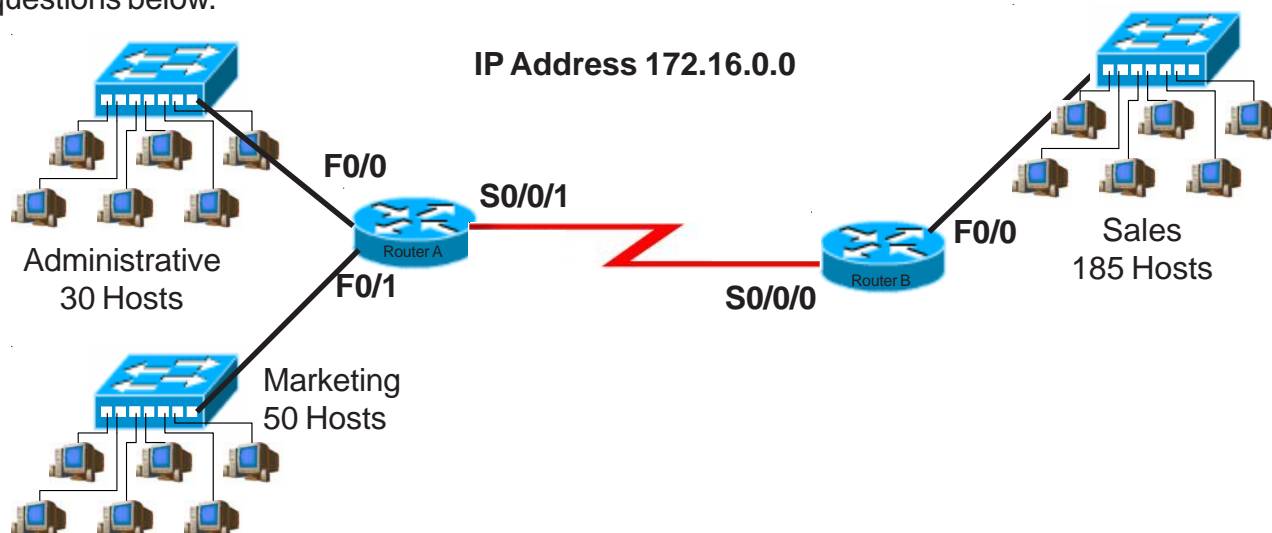 questions below.
IP Address 172.16.0.0
F0/0
S0/0/1
Router A
F0/1
Administrative
30 Hosts
Marketing
50 Hosts
S0/0/0
Router B
F0/0
Sales
185 Hosts